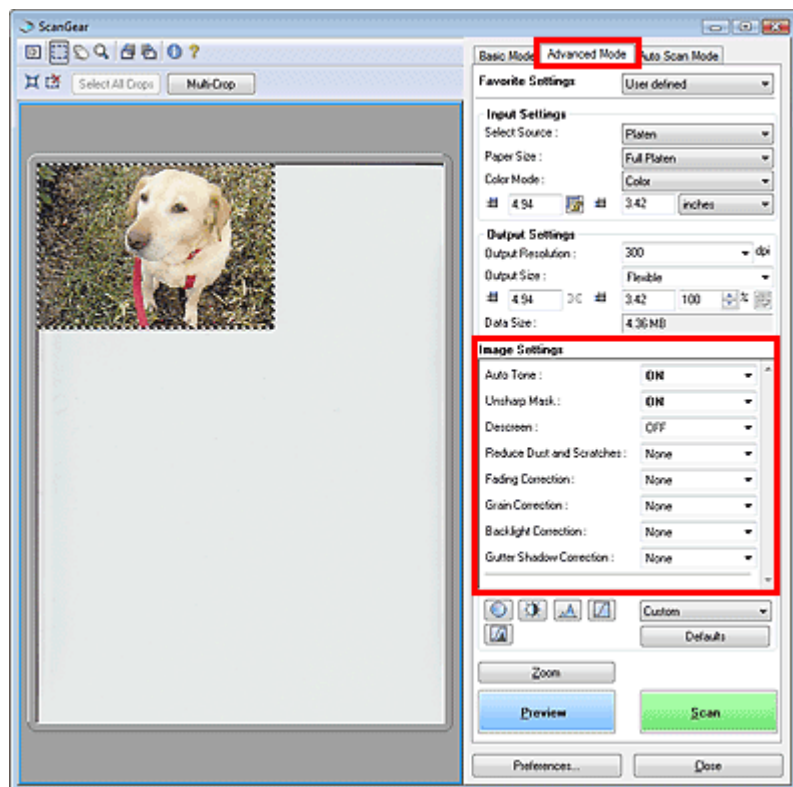 ScanGear
Select All Crops Multi-Crop
Basic Mode Advanced Mode Auto Scan Mode
Favorite Settings User defined
Input Settings
Select Source : Platen
Paper Size : Full Platen
Color Mode : Color
4.94 3.42 inches
Output Settings
Output Resolution : 300 dpi
Output Size : Flexible
4.94 3.42 100 %
Data Size : 4.36 MB
Image Settings
Auto Tone : ON
Unsharp Mask : ON
Descreen : OFF
Reduce Dust and Scratches : None
Fading Correction : None
Grain Correction : None
Backlight Correction : None
Gutter Shadow Correction : None
Custom
Defaults
Zoom
Preview Scan
Preferences... Close